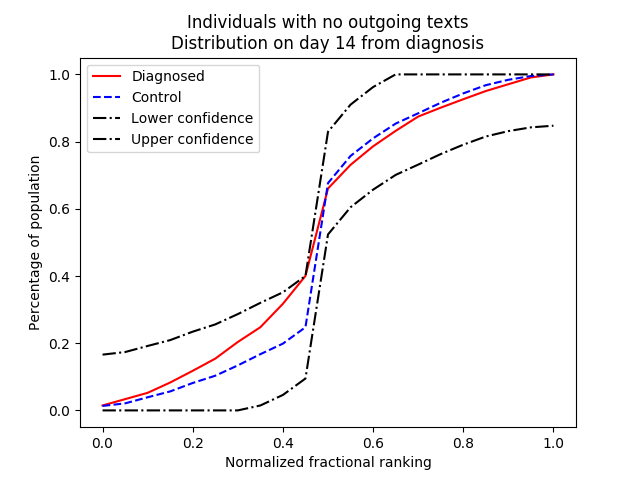 Individuals with no outgoing texts
Distribution on day 14 from diagnosis
Diagnosed
Control
Lower confidence
Upper confidence
Percentage of population
1.0
0.8
0.6
0.4
0.2
0.0
0.0 0.2 0.4 0.6 0.8 1.0
Normalized fractional ranking